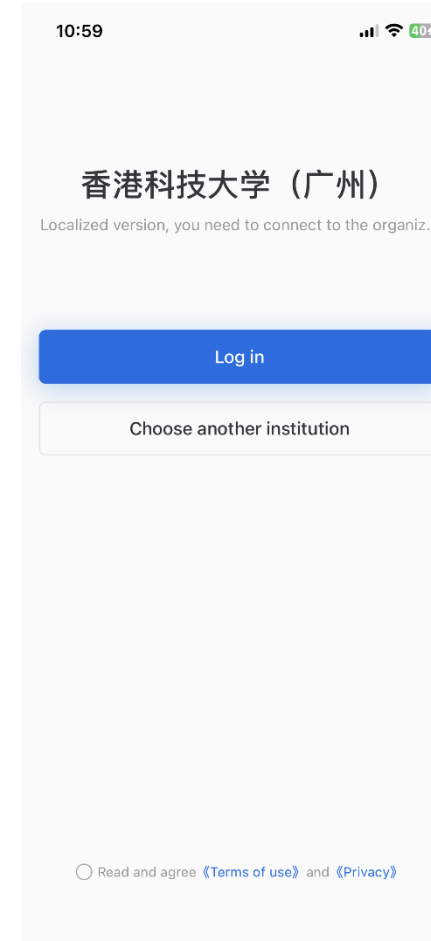 10:59 40
香港科技大学（广州）
Localized version, you need to connect to the organiz.
Log in
Choose another institution
Read and agree 《Terms of use》 and 《Privacy》